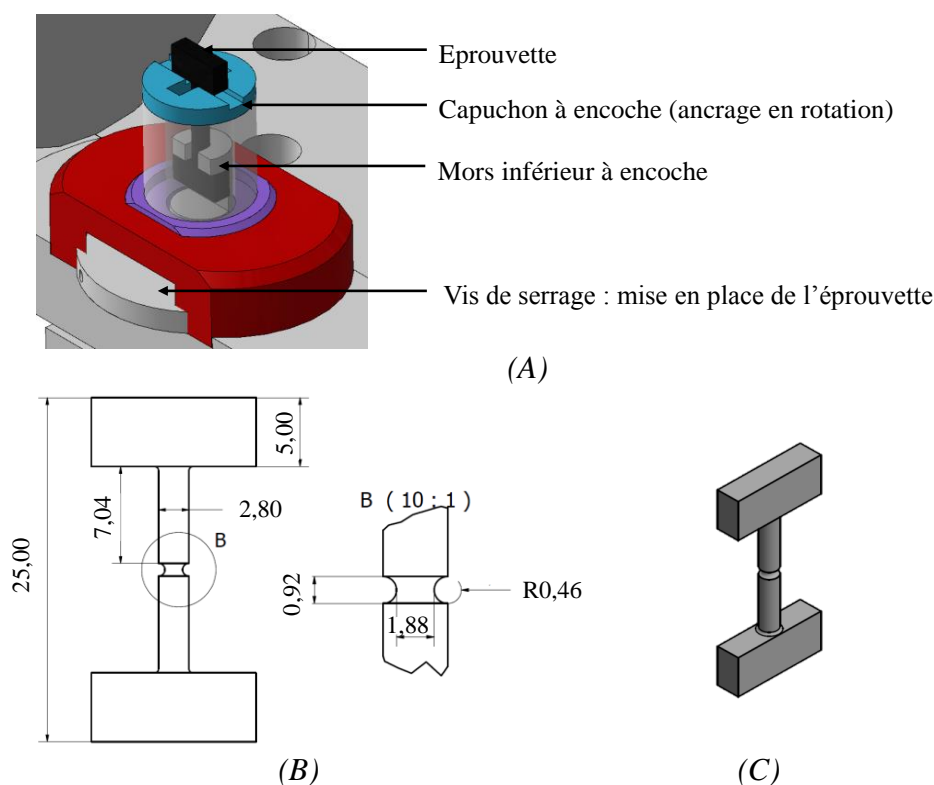 Eprouvette
Capuchon à encoche (ancrage en rotation)
Mors inférieur à encoche
Vis de serrage : mise en place de l’éprouvette
(A)
5,00
7,04
2,80
B
25,00
B ( 10 : 1 )
0,92
R0,46
1,88
(B)
(C)